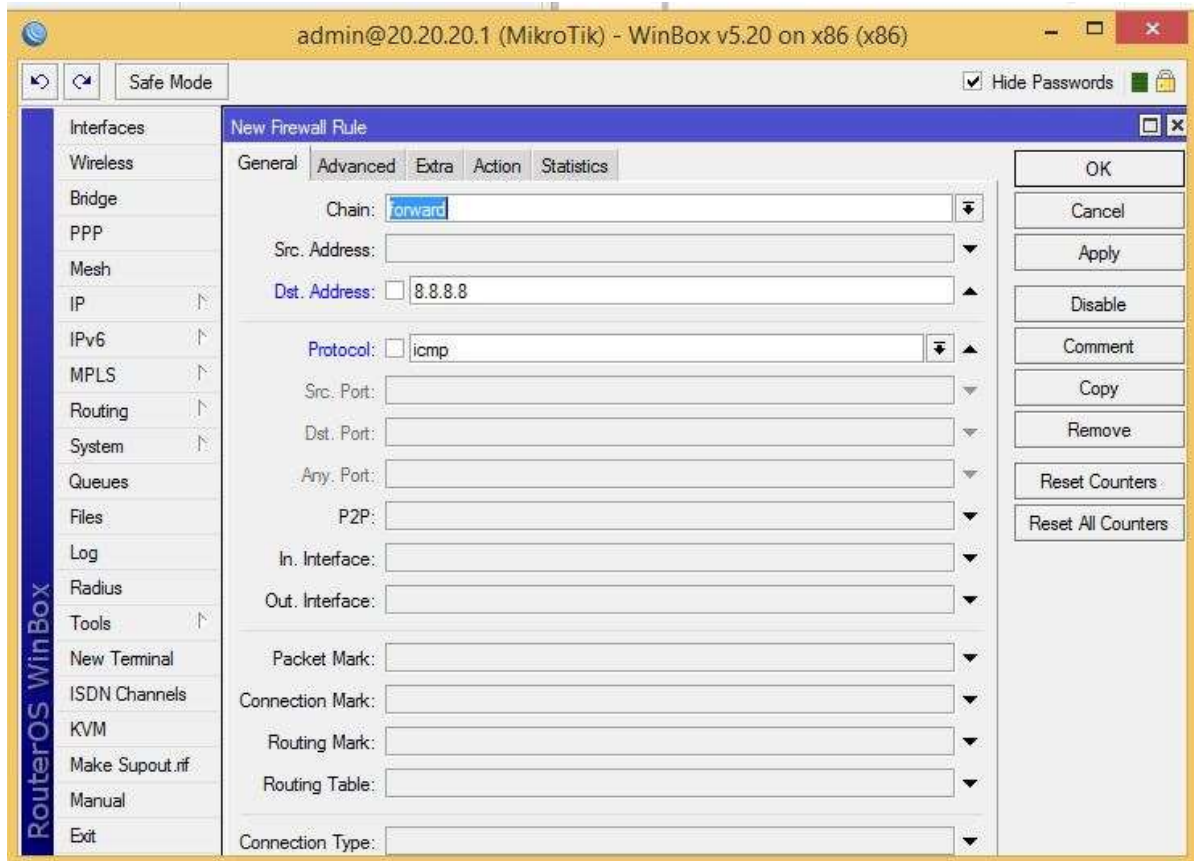 admin@20.20.20.1 (MikroTik) - WinBox v5.20 on x86 (x86)
Safe Mode
Hide Passwords
RouterOS WinBox
Interfaces
Wireless
Bridge
PPP
Mesh
IP
IPv6
MPLS
Routing
System
Queues
Files
Log
Radius
Tools
New Terminal
ISDN Channels
KVM
Make Supout.rif
Manual
Exit
New Firewall Rule
General Advanced Extra Action Statistics
Chain: forward
Src. Address:
Dst. Address: 8.8.8.8
Protocol: icmp
Src. Port:
Dst. Port:
Any. Port:
P2P:
In. Interface:
Out. Interface:
Packet Mark:
Connection Mark:
Routing Mark:
Routing Table:
Connection Type:
OK
Cancel
Apply
Disable
Comment
Copy
Remove
Reset Counters
Reset All Counters